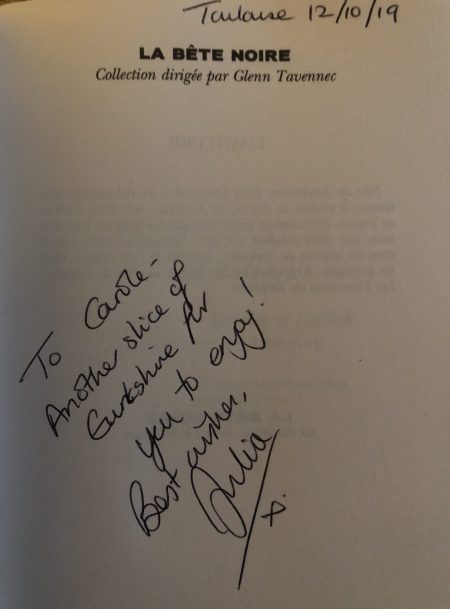 Toulouse 12/10/19
LA BÊTE NOIRE
Collection dirigée par Glenn Tavennec
To Carole -
Another slice of
Yorkshire for
you to enjoy!
Best wishes,
Julia x.